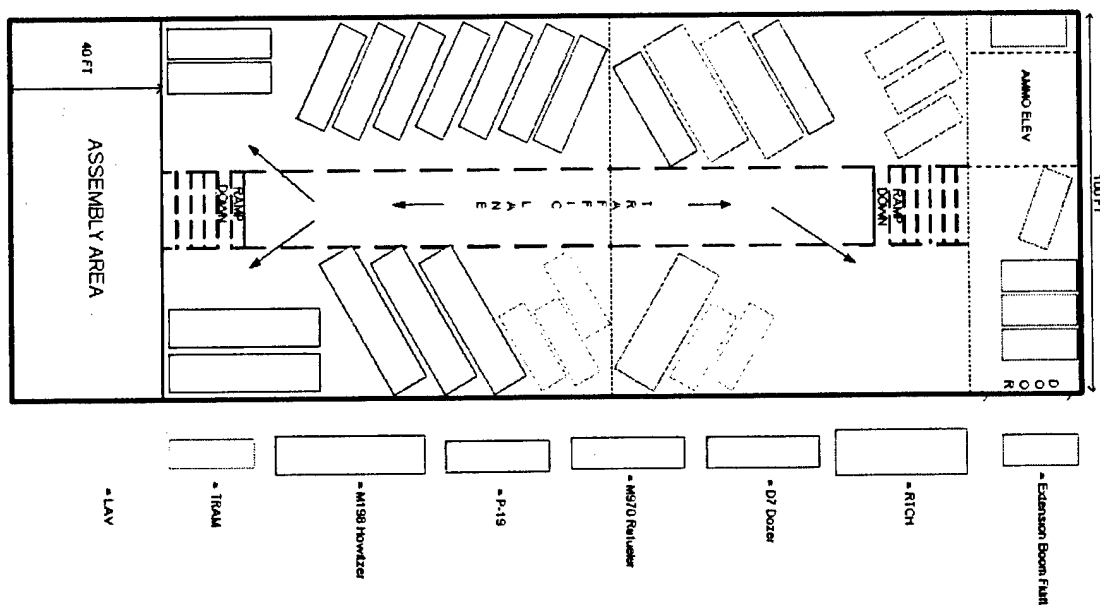 40 FT
ASSEMBLY AREA
RAMP
DOWN
TRAFFIC LANE
RAMP
DOWN
AMMO ELEV
100 FT
DOOR
= LAV
= TRAM
= M198 Howitzer
= P-19
= M970 Refueler
= D7 Dozer
= RTCH
= Extension Boom